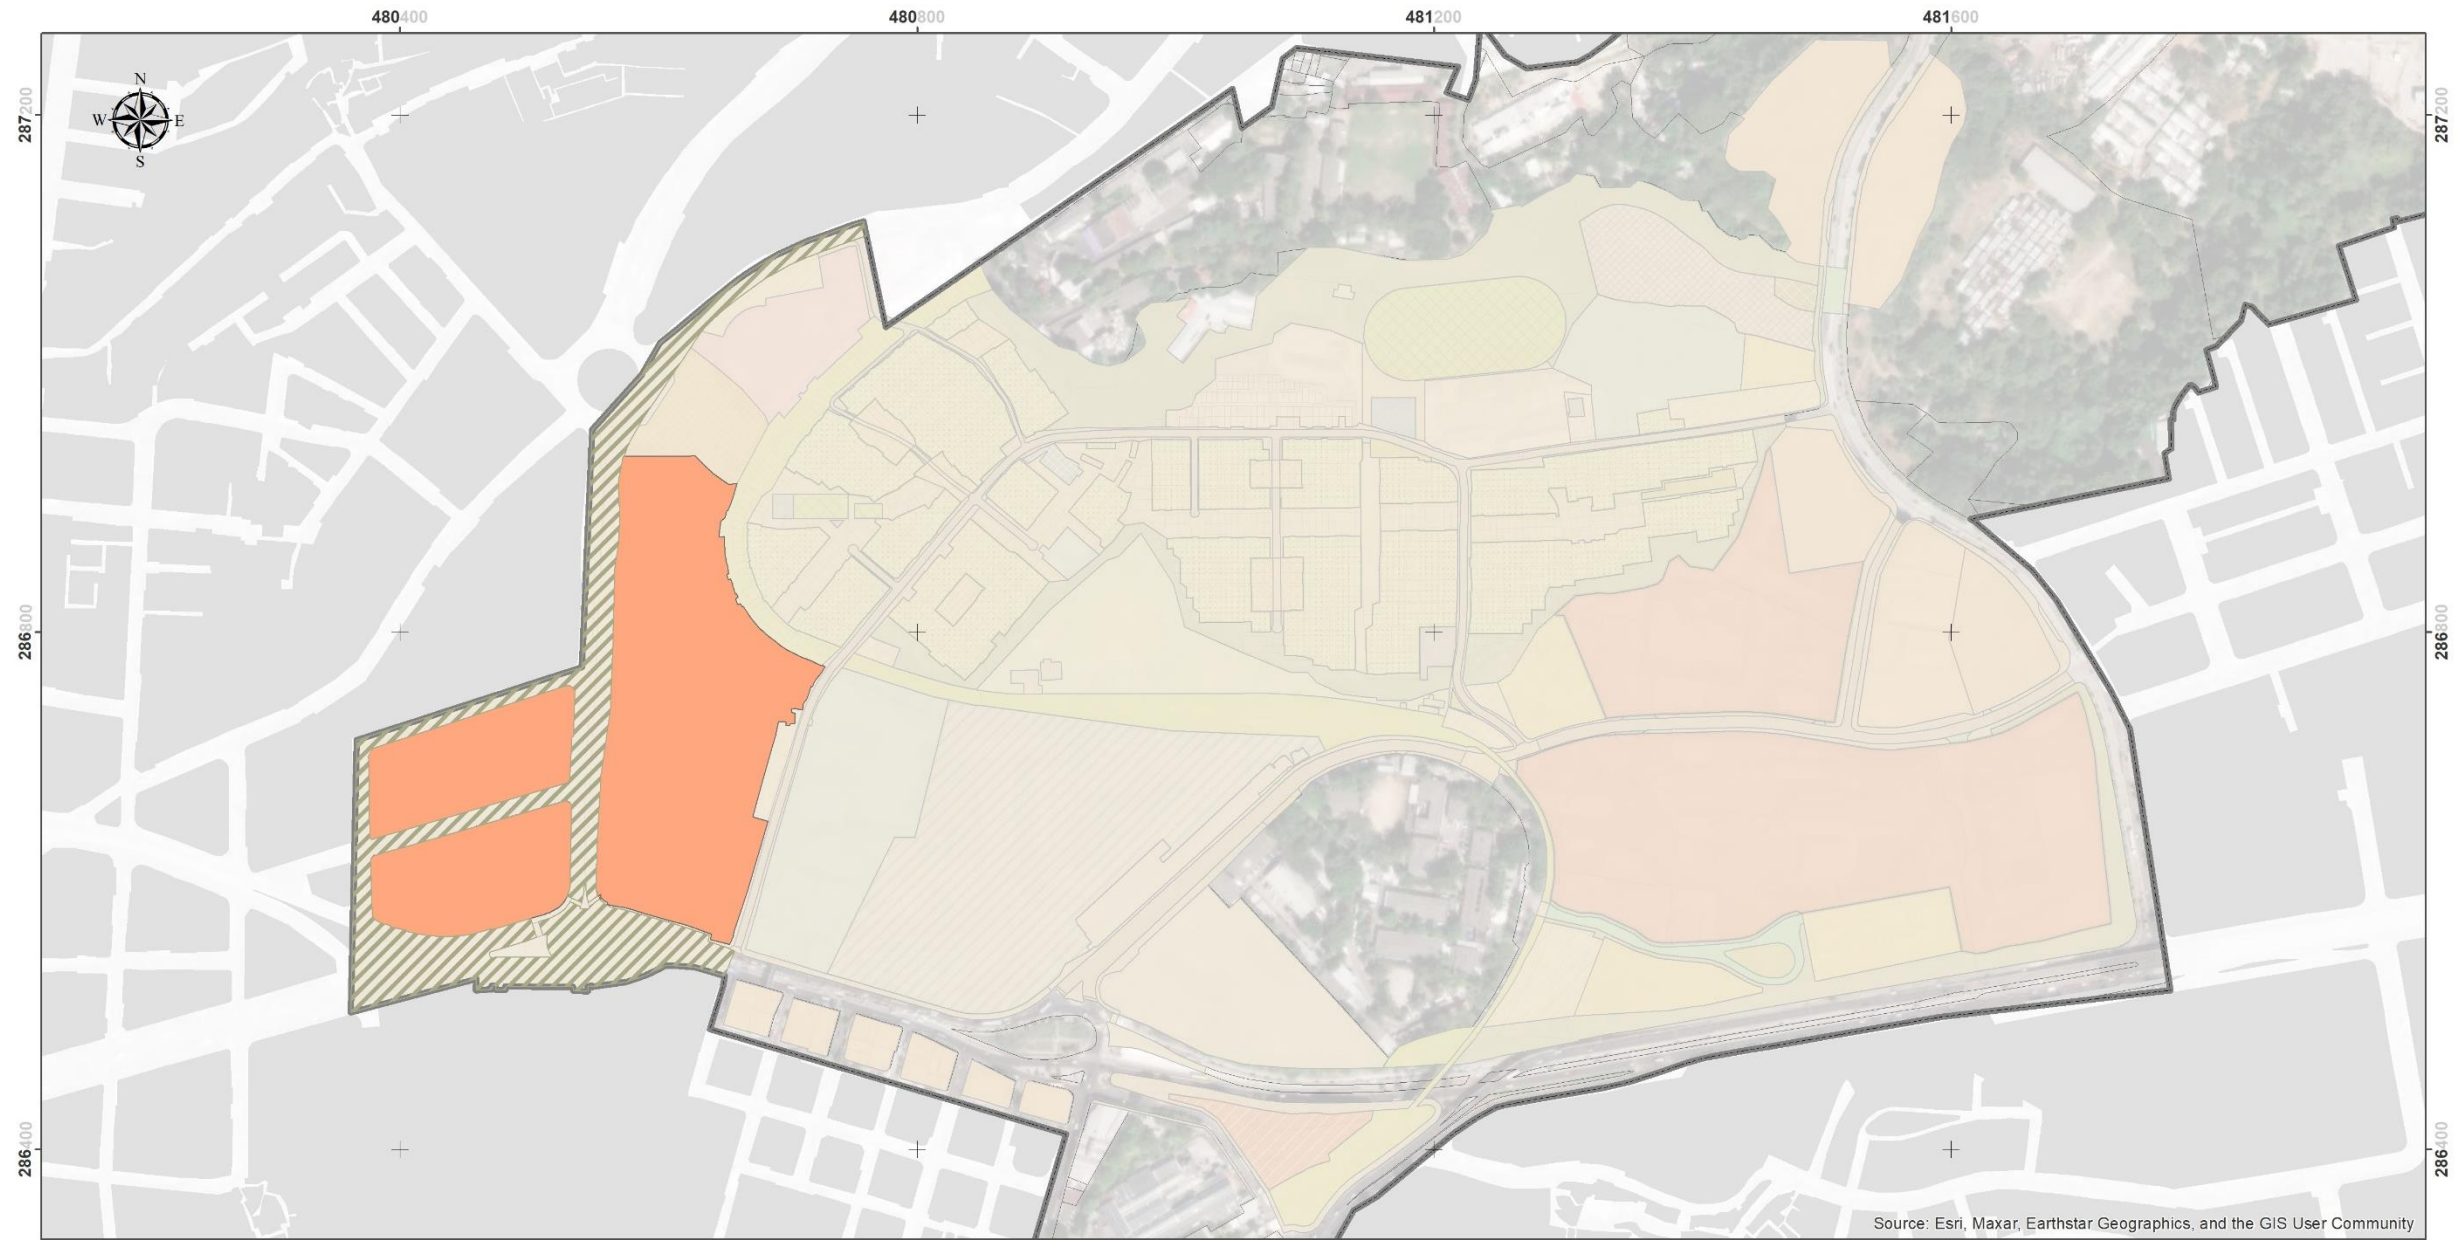 480400 480800 481200 481600
N
W E
S
287200 287200
286800 286800
286400 286400
Source: Esri, Maxar, Earthstar Geographics, and the GIS User Community